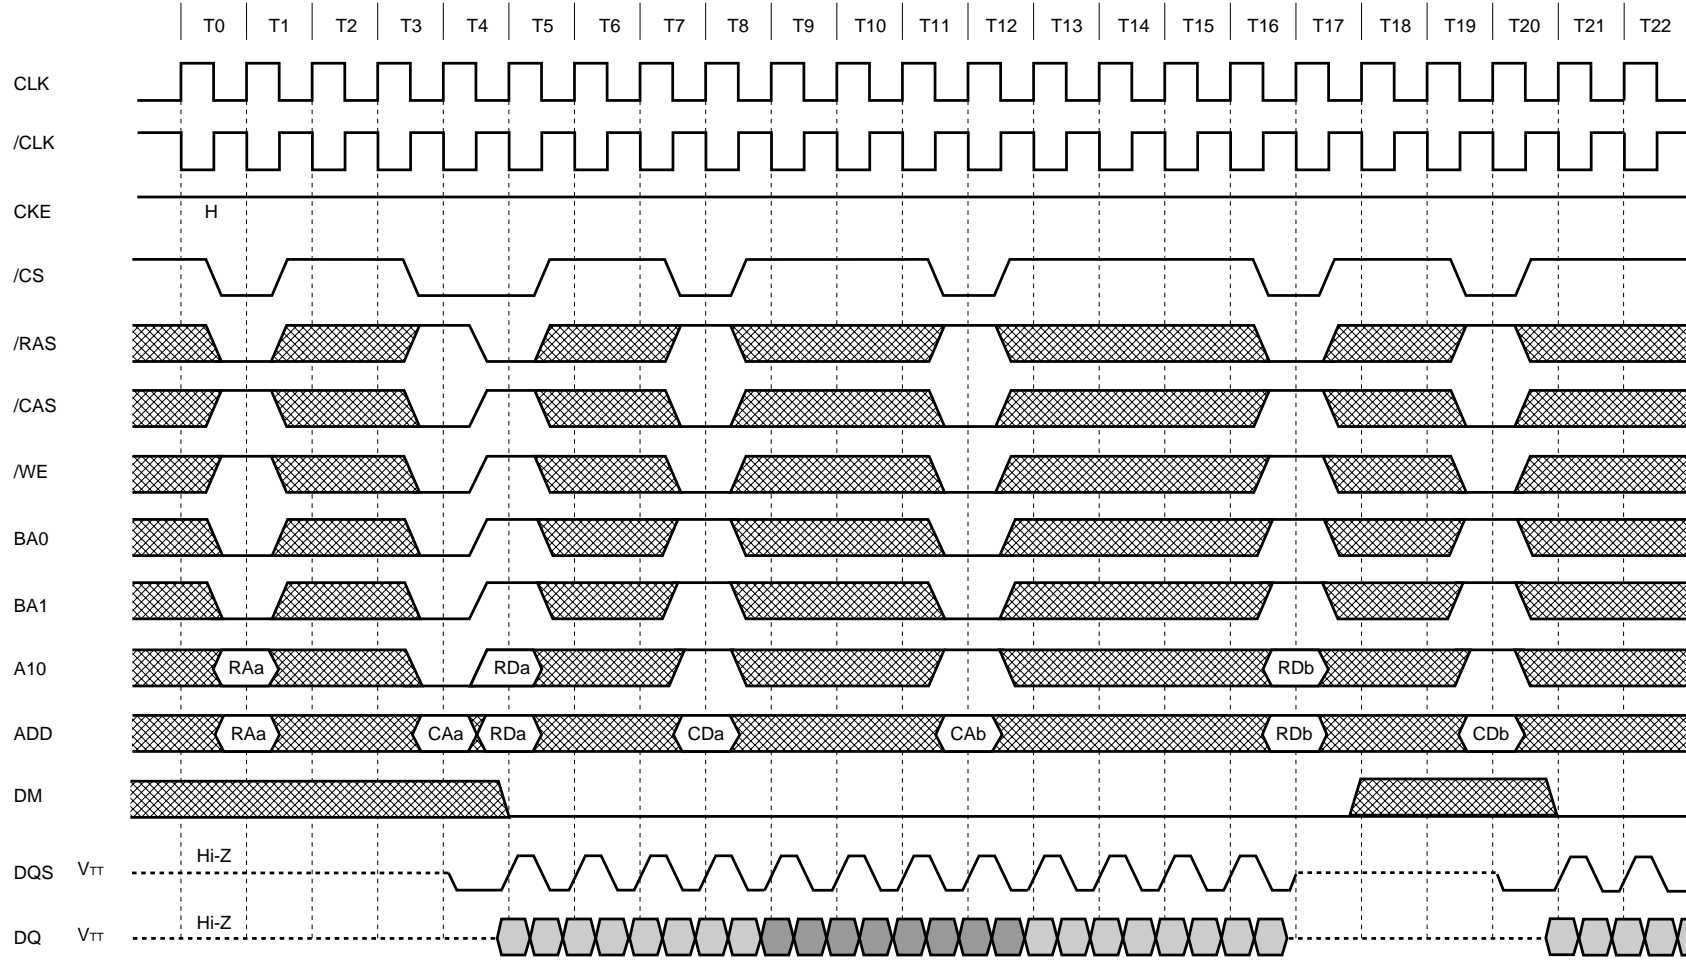 T0 T1 T2 T3 T4 T5 T6 T7 T8 T9 T10 T11 T12 T13 T14 T15 T16 T17 T18 T19 T20 T21 T22
CLK
/CLK
CKE H
/CS
/RAS
/CAS
/WE
BA0
BA1
A10 RAa RDa RDb
ADD RAa CAa RDa CDa CAb RDb CDb
DM
DQS VTT Hi-Z
DQ VTT Hi-Z